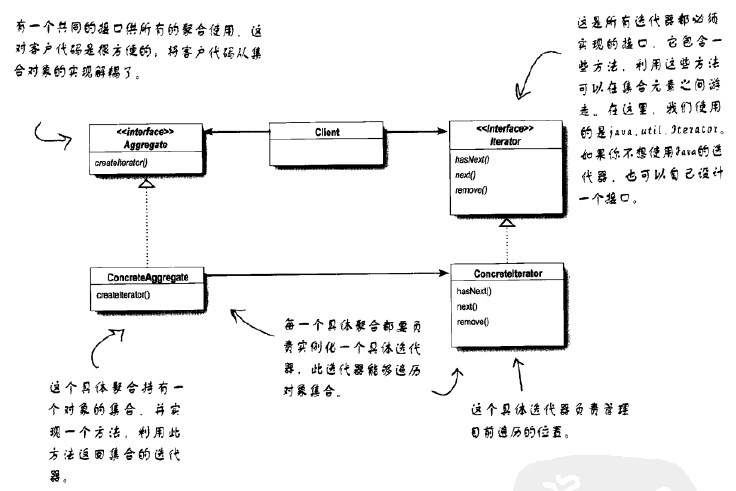 有一个共同的接口供所有的聚合使用，这
对客户代码是很方便的，将客户代码从集
合对象的实现解耦了。
这是所有迭代器都必须
实现的接口，它包含一
些方法，利用这些方法
可以在集合元素之间游
走。在这里，我们使用
的是java.util.Iterator。
如果你不想使用Java的迭
代器，也可以自己设计
一个接口。
<<interface>>
Aggregate
createIterator()
Client
<<interface>>
Iterator
hasNext()
next()
remove()
ConcreteAggregate
createIterator()
ConcreteIterator
hasNext()
next()
remove()
每一个具体聚合都要负
责实例化一个具体迭代
器，此迭代器能够遍历
对象集合。
这个具体聚合持有一
个对象的集合，并实
现一个方法，利用此
方法返回集合的迭代
器。
这个具体迭代器负责管理
目前遍历的位置。